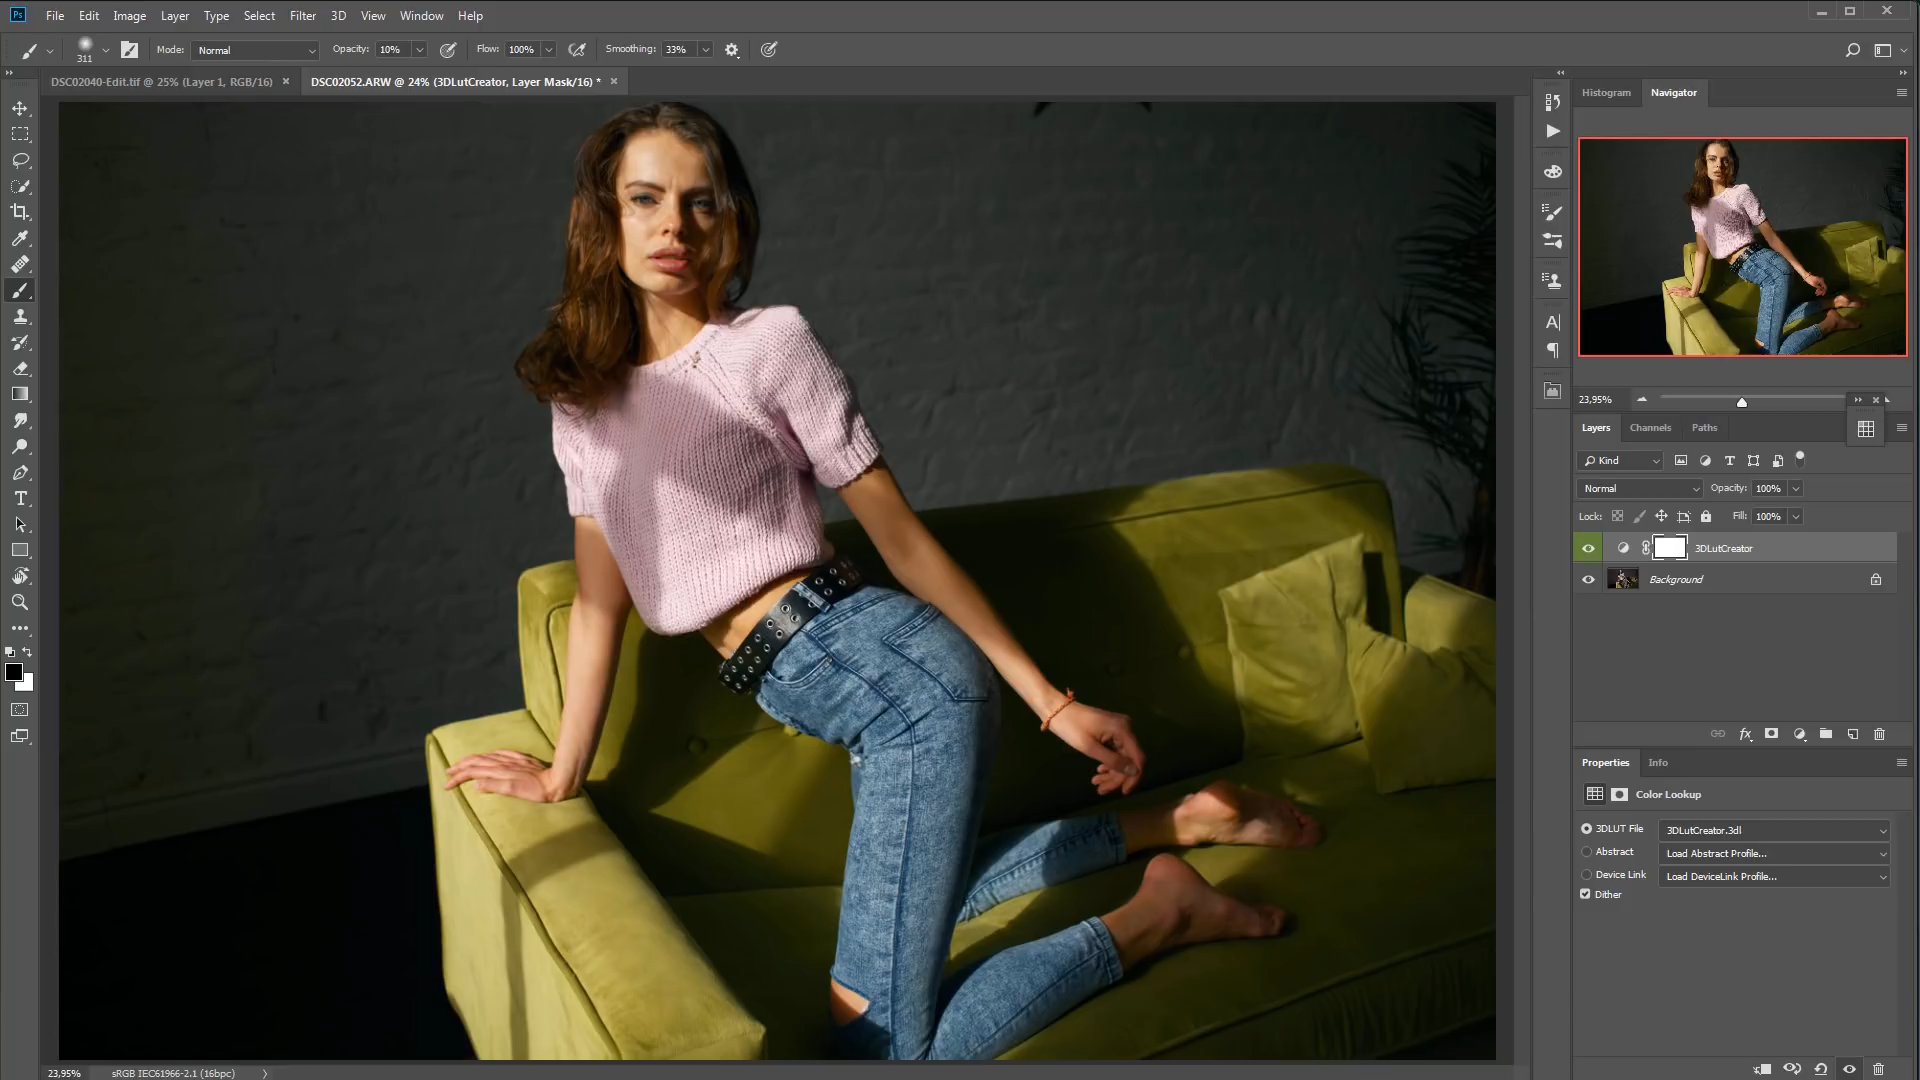 Ps File Edit Image Layer Type Select Filter 3D View Window Help
311 Mode: Normal Opacity: 10% Flow: 100% Smoothing: 33%
DSC02040-Edit.tif @ 25% (Layer 1, RGB/16) × DSC02052.ARW @ 24% (3DLutCreator, Layer Mask/16) * ×
Histogram Navigator
23,95%
Layers Channels Paths
Kind
Normal Opacity: 100%
Lock: Fill: 100%
3DLutCreator
Background
Properties Info
Color Lookup
3DLUT File 3DLutCreator.3dl
Abstract Load Abstract Profile...
Device Link Load DeviceLink Profile...
Dither
23,95% sRGB IEC61966-2.1 (16bpc)